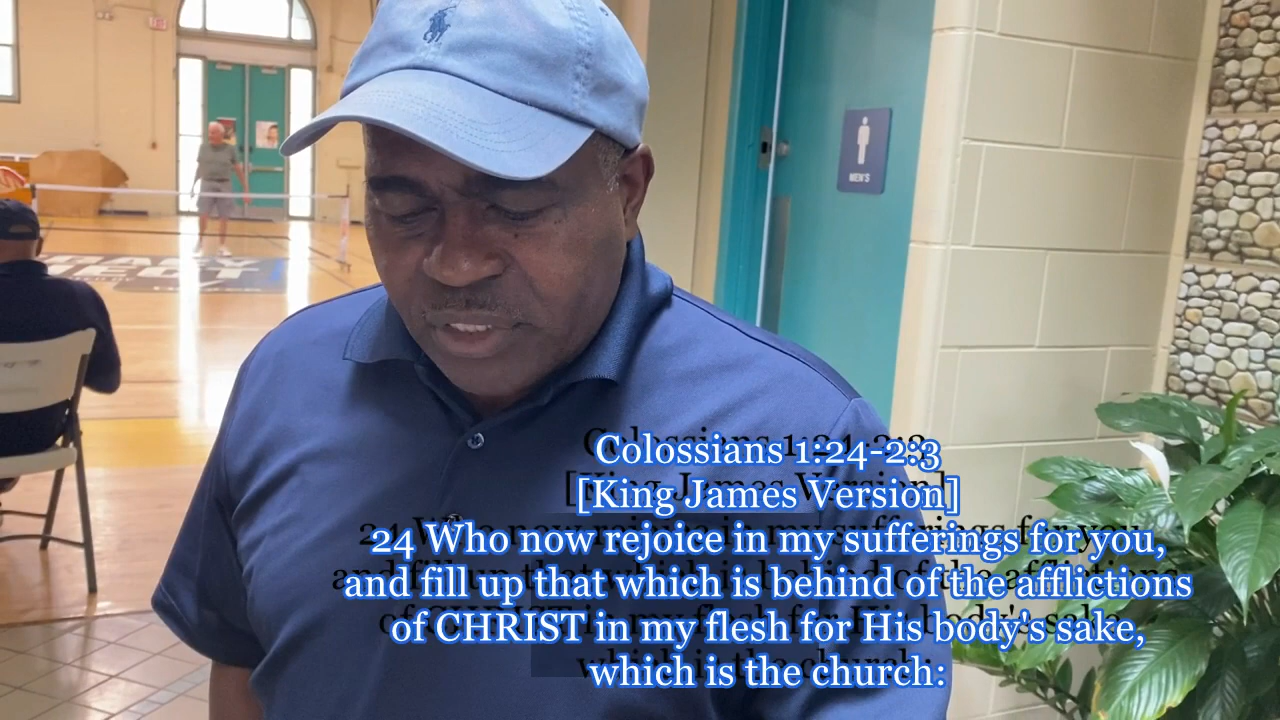 MEN'S
Colossians 1:24-2:3
[King James Version]
24 Who now rejoice in my sufferings for you,
and fill up that which is behind of the afflictions
of CHRIST in my flesh for His body's sake,
which is the church: